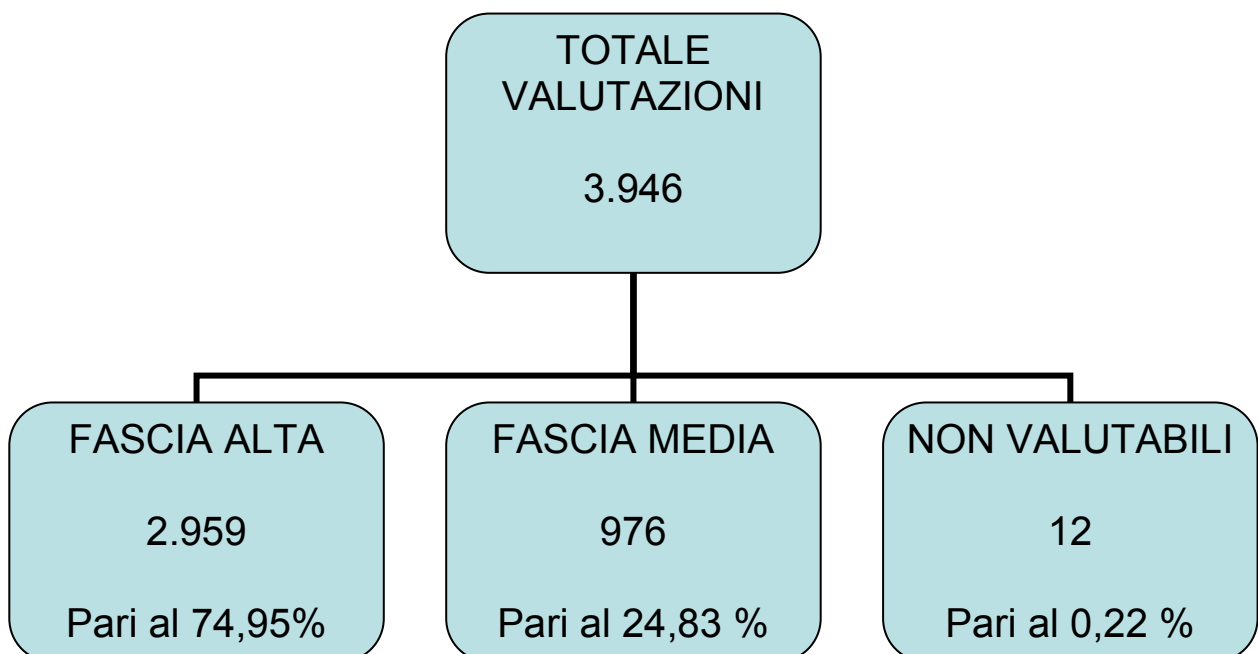 TOTALE
VALUTAZIONI
3.946
FASCIA ALTA
2.959
Pari al 74,95%
FASCIA MEDIA
976
Pari al 24,83 %
NON VALUTABILI
12
Pari al 0,22 %